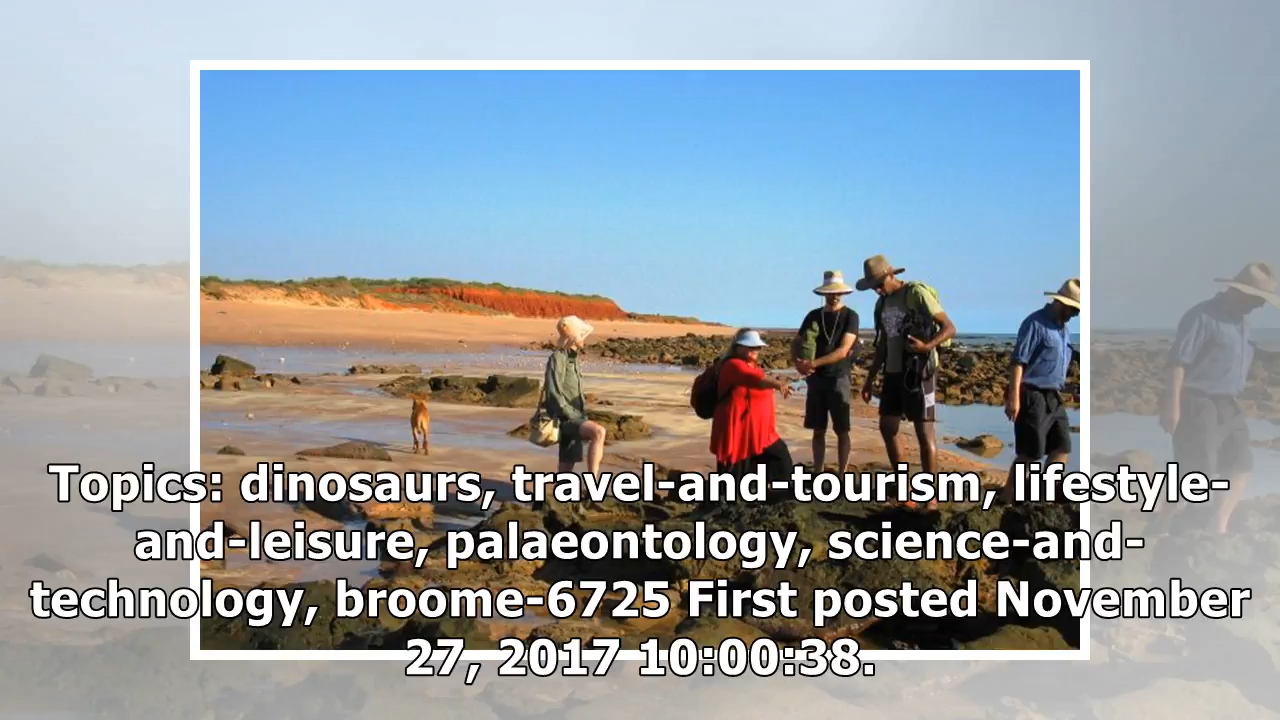 Topics: dinosaurs, travel-and-tourism, lifestyle-
and-leisure, palaeontology, science-and-
technology, broome-6725 First posted November
27, 2017 10:00:38.